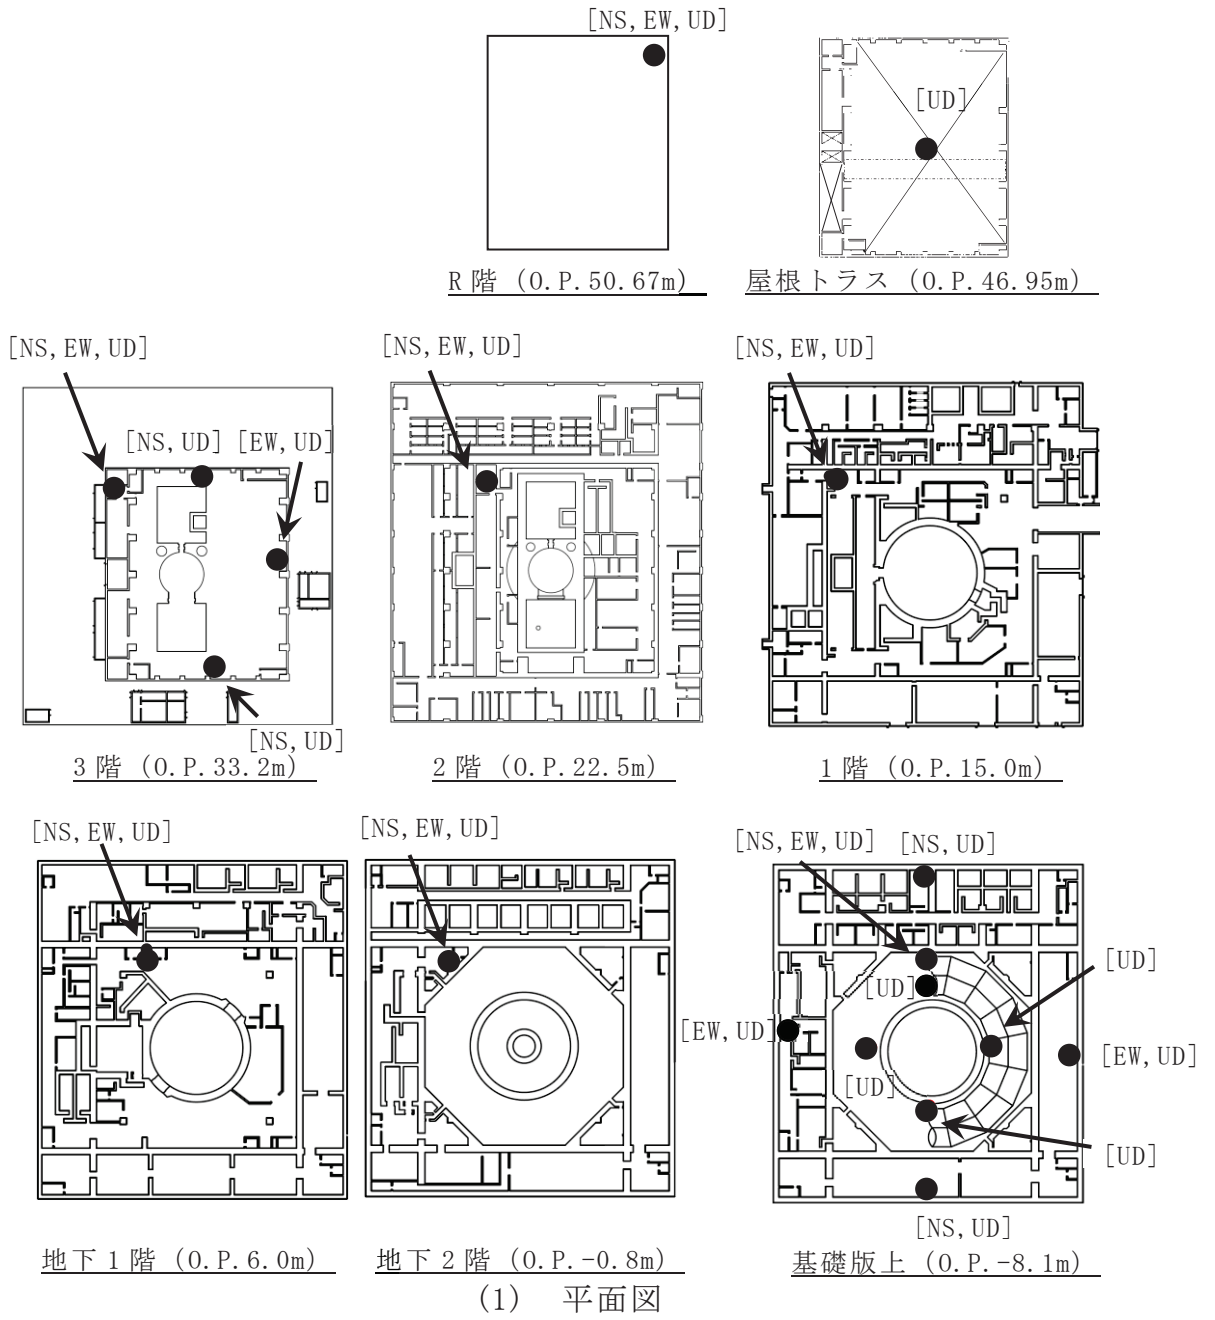 [NS,EW,UD]
[UD]
R階（O.P.50.67m）
屋根トラス（O.P.46.95m）
[NS,EW,UD]
[NS,EW,UD]
[NS,EW,UD]
[NS,UD]
[EW,UD]
[NS,UD]
3階（O.P.33.2m）
2階（O.P.22.5m）
1階（O.P.15.0m）
[NS,EW,UD]
[NS,EW,UD]
[NS,EW,UD]
[NS,UD]
[UD]
[UD]
[EW,UD]
[EW,UD]
[UD]
[UD]
[NS,UD]
地下1階（O.P.6.0m）
地下2階（O.P.-0.8m）
基礎版上（O.P.-8.1m）
(1)　平面図